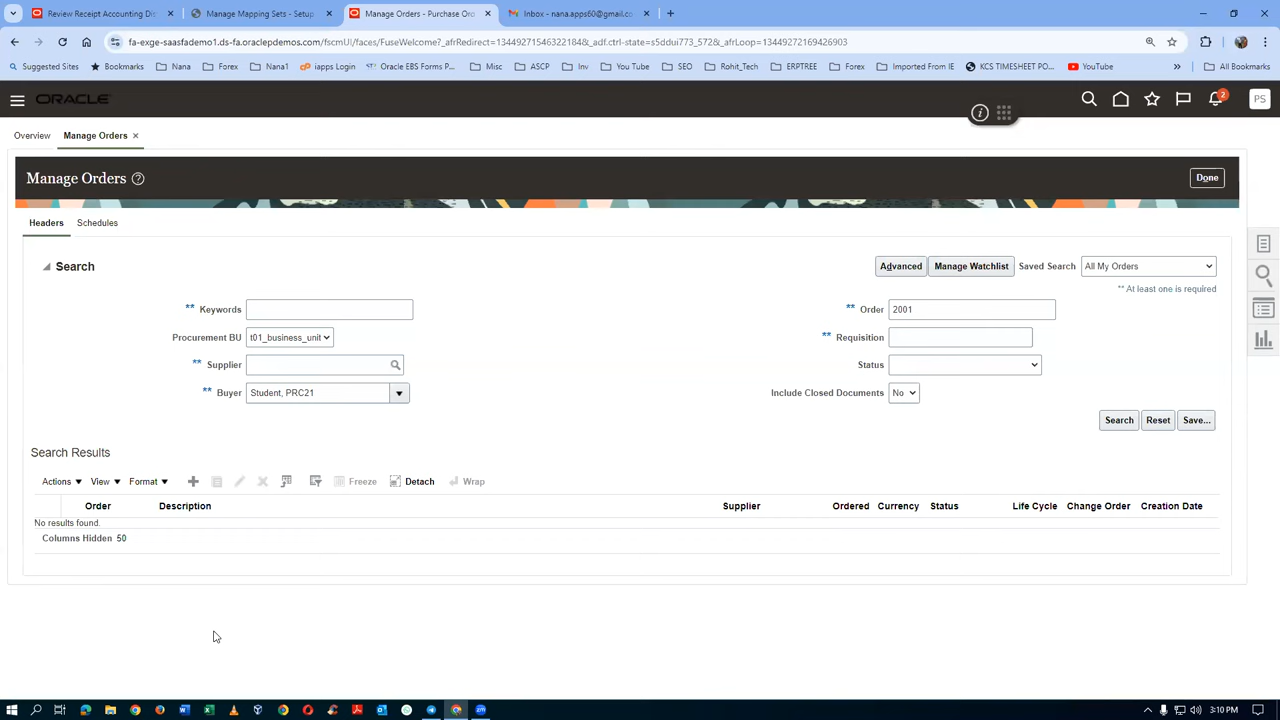 Review Receipt Accounting Dis
Manage Mapping Sets - Setup
Manage Orders - Purchase Oro
Inbox - nana.apps60@gmail.co
fa-exge-saasfademo1.ds-fa.oraclepdemos.com/fscmUI/faces/FuseWelcome?_afrRedirect=13449271546322184&_adf.ctrl-state=s5ddui773_572&_afrLoop=13449272169426903
Suggested Sites
Bookmarks
Nana
Forex
Nana1
iapps Login
Oracle EBS Forms P...
Misc
ASCP
Inv
You Tube
SEO
Rohit_Tech
ERPTREE
Forex
Imported From IE
KCS TIMESHEET PO...
YouTube
All Bookmarks
ORACLE
2
PS
Overview
Manage Orders
Manage Orders
Done
Headers
Schedules
Search
Advanced
Manage Watchlist
Saved Search
All My Orders
** At least one is required
** Keywords
** Order
2001
Procurement BU
t01_business_unit
** Requisition
** Supplier
Status
** Buyer
Student, PRC21
Include Closed Documents
No
Search
Reset
Save...
Search Results
Actions
View
Format
Freeze
Detach
Wrap
Order
Description
Supplier
Ordered
Currency
Status
Life Cycle
Change Order
Creation Date
No results found.
Columns Hidden 50
3:10 PM